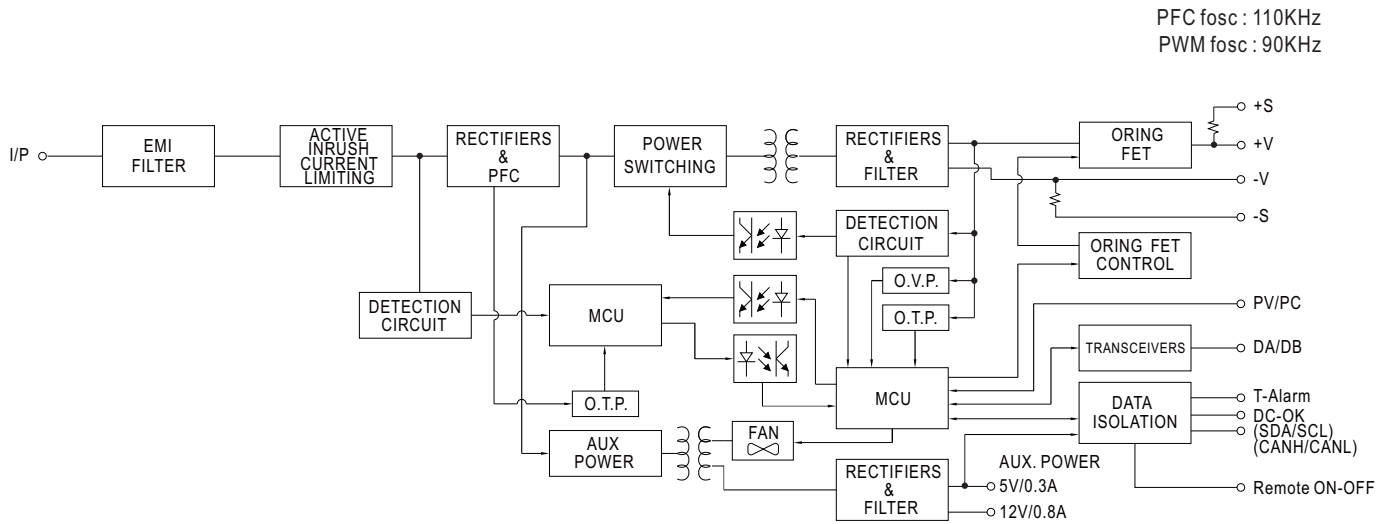 PFC fosc : 110KHz
PWM fosc : 90KHz
I/P
EMI
FILTER
ACTIVE
INRUSH
CURRENT
LIMITING
RECTIFIERS
&
PFC
POWER
SWITCHING
RECTIFIERS
&
FILTER
ORING
FET
+S
+V
-V
-S
DETECTION
CIRCUIT
ORING FET
CONTROL
O.V.P.
DETECTION
CIRCUIT
MCU
O.T.P.
PV/PC
TRANSCEIVERS
DA/DB
O.T.P.
MCU
DATA
ISOLATION
T-Alarm
DC-OK
(SDA/SCL)
(CANH/CANL)
AUX
POWER
FAN
RECTIFIERS
&
FILTER
AUX. POWER
5V/0.3A
12V/0.8A
Remote ON-OFF